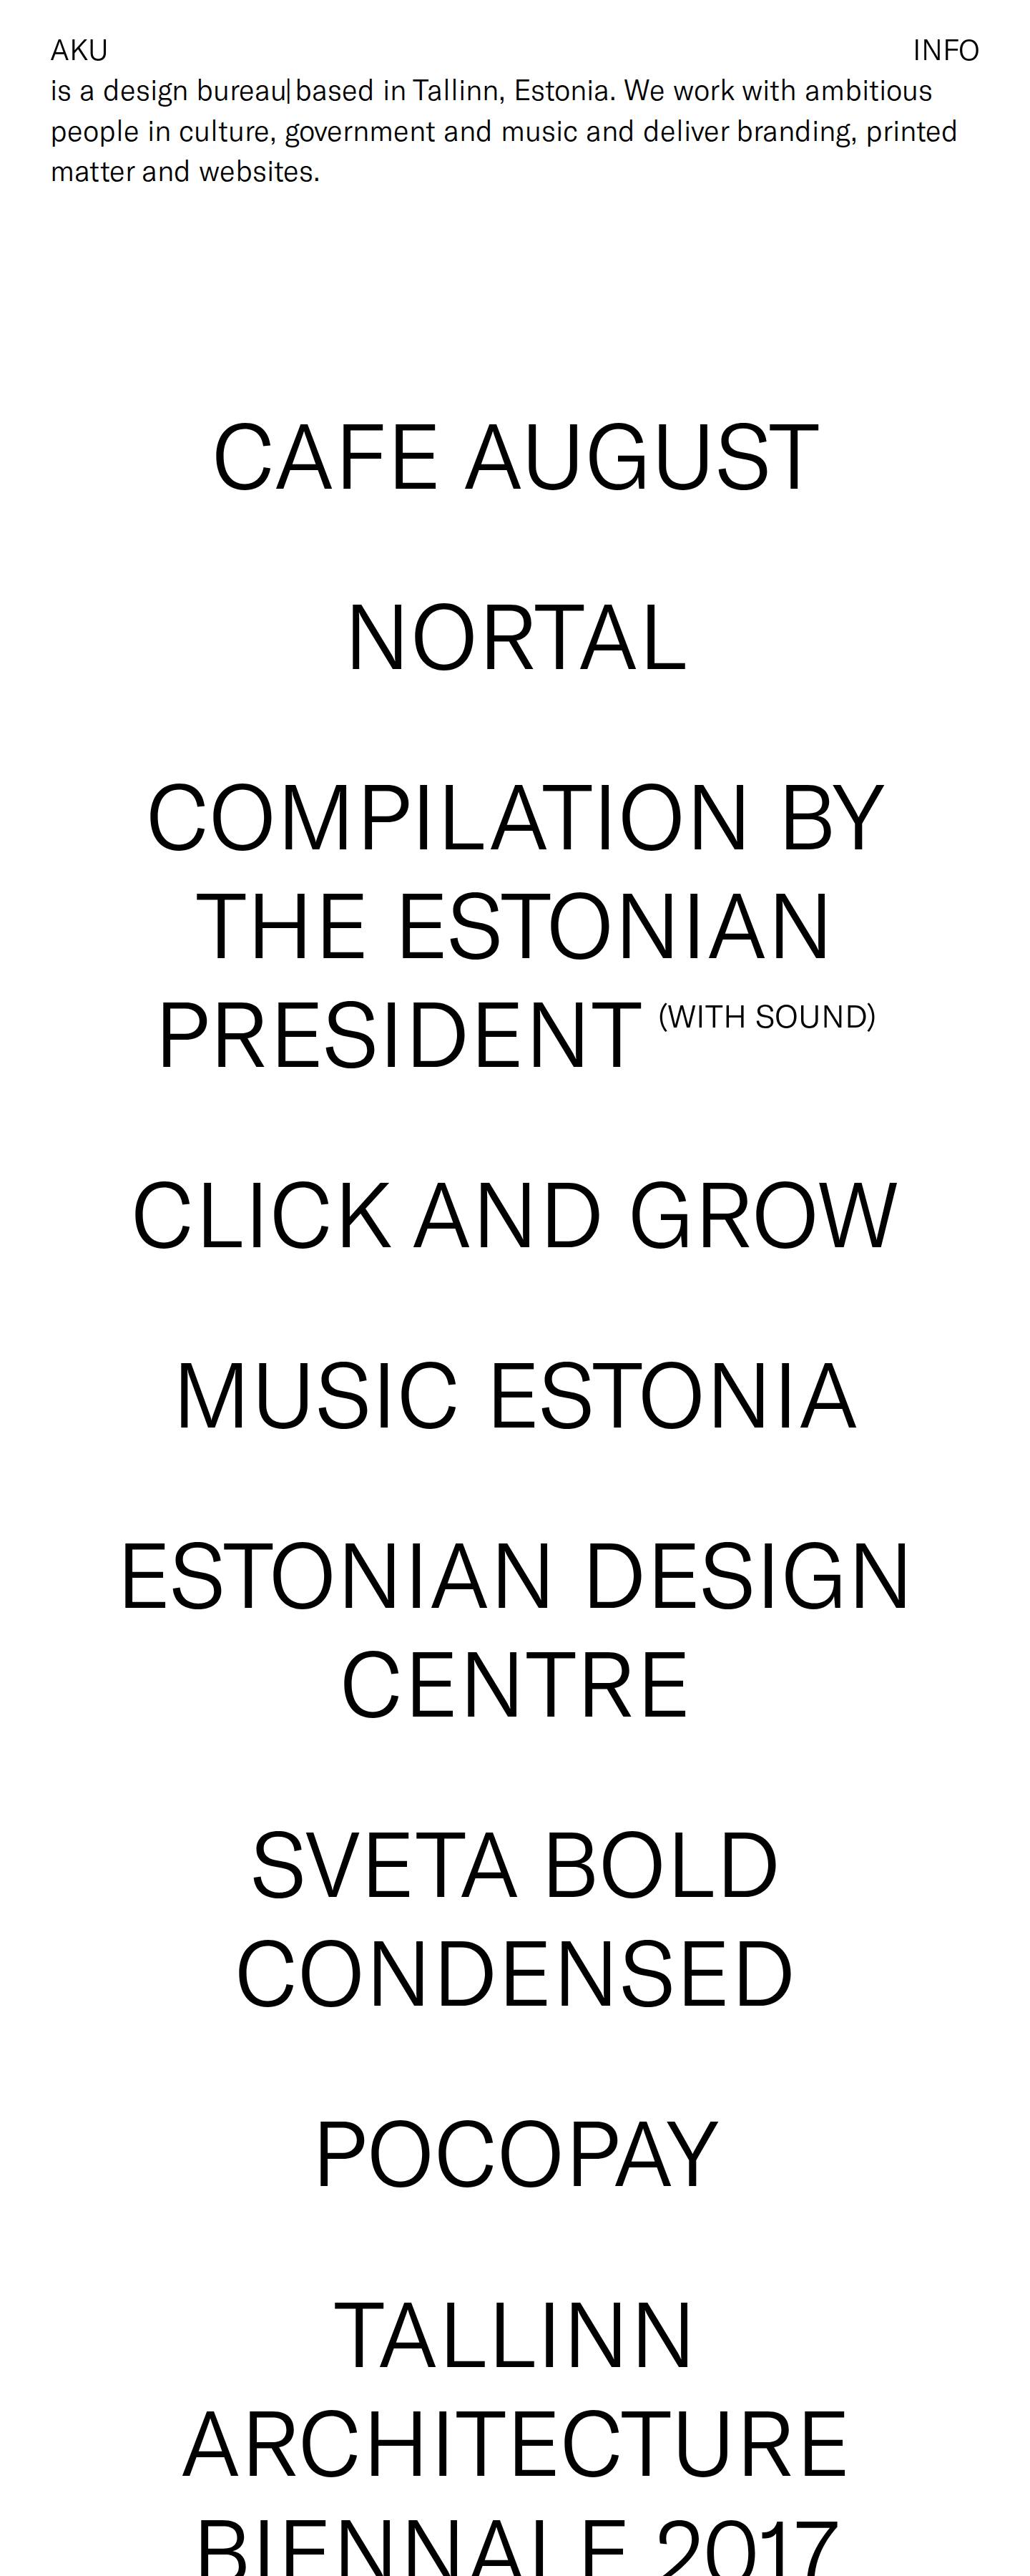 AKU
INFO
is a design bureau|based in Tallinn, Estonia. We work with ambitious
people in culture, government and music and deliver branding, printed
matter and websites.
CAFE AUGUST
NORTAL
COMPILATION BY
THE ESTONIAN
PRESIDENT (WITH SOUND)
CLICK AND GROW
MUSIC ESTONIA
ESTONIAN DESIGN
CENTRE
SVETA BOLD
CONDENSED
POCOPAY
TALLINN
ARCHITECTURE
BIENNALE 2017